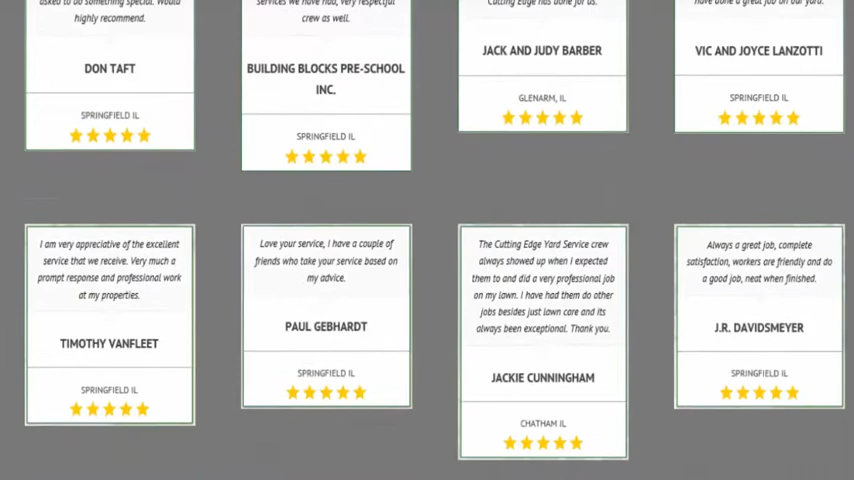 asked to do something special. Would
highly recommend.
DON TAFT
SPRINGFIELD IL
services we have had, very respectful
crew as well.
BUILDING BLOCKS PRE-SCHOOL
INC.
SPRINGFIELD IL
Cutting Edge has done for us.
JACK AND JUDY BARBER
GLENARM, IL
have done a great job on our yard.
VIC AND JOYCE LANZOTTI
SPRINGFIELD IL
I am very appreciative of the excellent
service that we receive. Very much a
prompt response and professional work
at my properties.
TIMOTHY VANFLEET
SPRINGFIELD IL
Love your service, I have a couple of
friends who take your service based on
my advice.
PAUL GEBHARDT
SPRINGFIELD IL
The Cutting Edge Yard Service crew
always showed up when I expected
them to and did a very professional job
on my lawn. I have had them do other
jobs besides just lawn care and its
always been exceptional. Thank you.
JACKIE CUNNINGHAM
CHATHAM IL
Always a great job, complete
satisfaction, workers are friendly and do
a good job, neat when finished.
J.R. DAVIDSMEYER
SPRINGFIELD IL